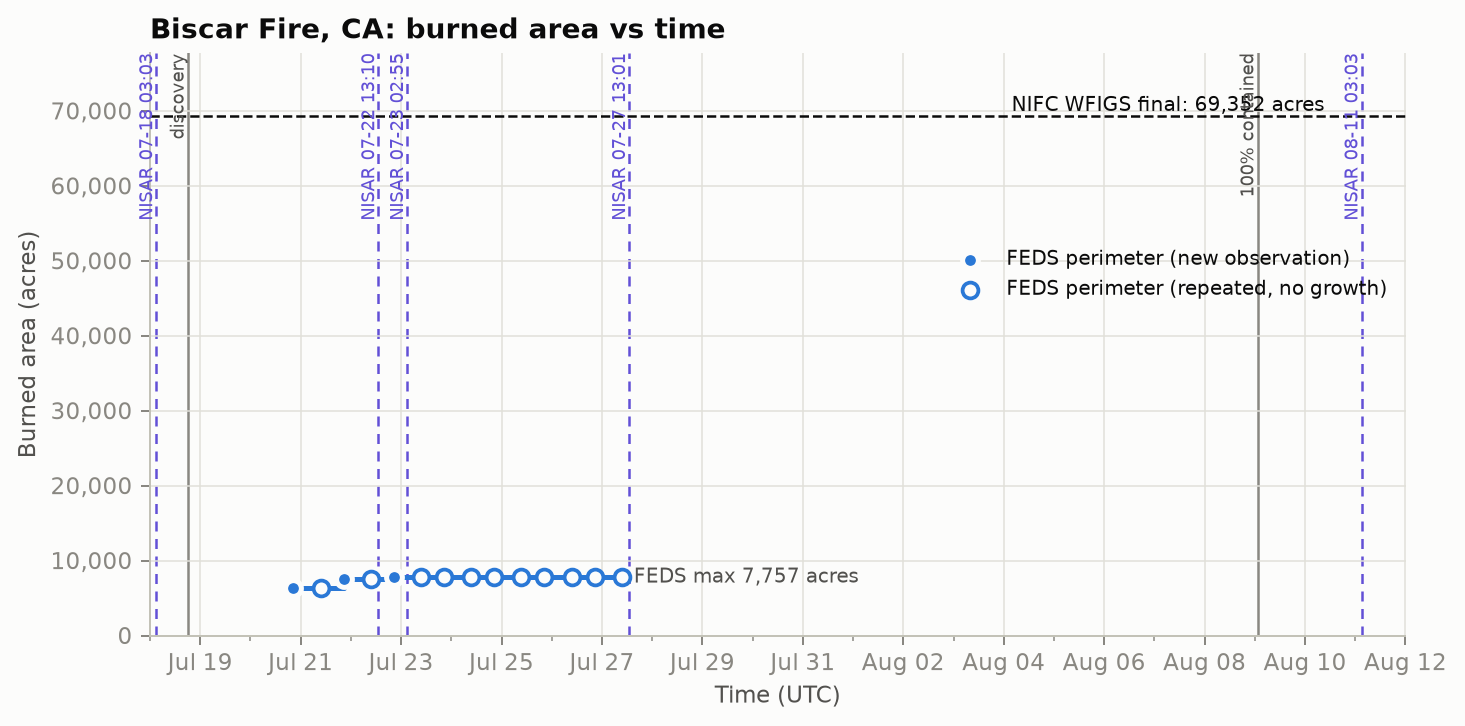 Biscar Fire, CA: burned area vs time
NISAR 07-18 03:03
discovery
NISAR 07-22 13:10
NISAR 07-23 02:55
NISAR 07-27 13:01
100% contained
NISAR 08-11 03:03
NIFC WFIGS final: 69,352 acres
FEDS perimeter (new observation)
FEDS perimeter (repeated, no growth)
FEDS max 7,757 acres
Burned area (acres)
70,000
60,000
50,000
40,000
30,000
20,000
10,000
0
Jul 19 Jul 21 Jul 23 Jul 25 Jul 27 Jul 29 Jul 31 Aug 02 Aug 04 Aug 06 Aug 08 Aug 10 Aug 12
Time (UTC)